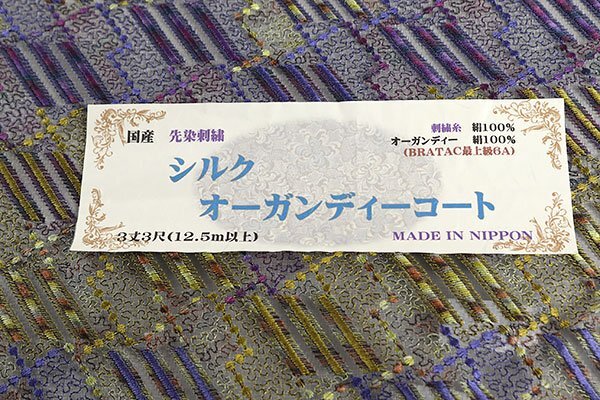 国産 先染刺繍
刺繍糸 絹100%
オーガンディー 絹100%
(BRATAC最上級6A)
シルク
オーガンディーコート
3丈3尺(12.5m以上)
MADE IN NIPPON